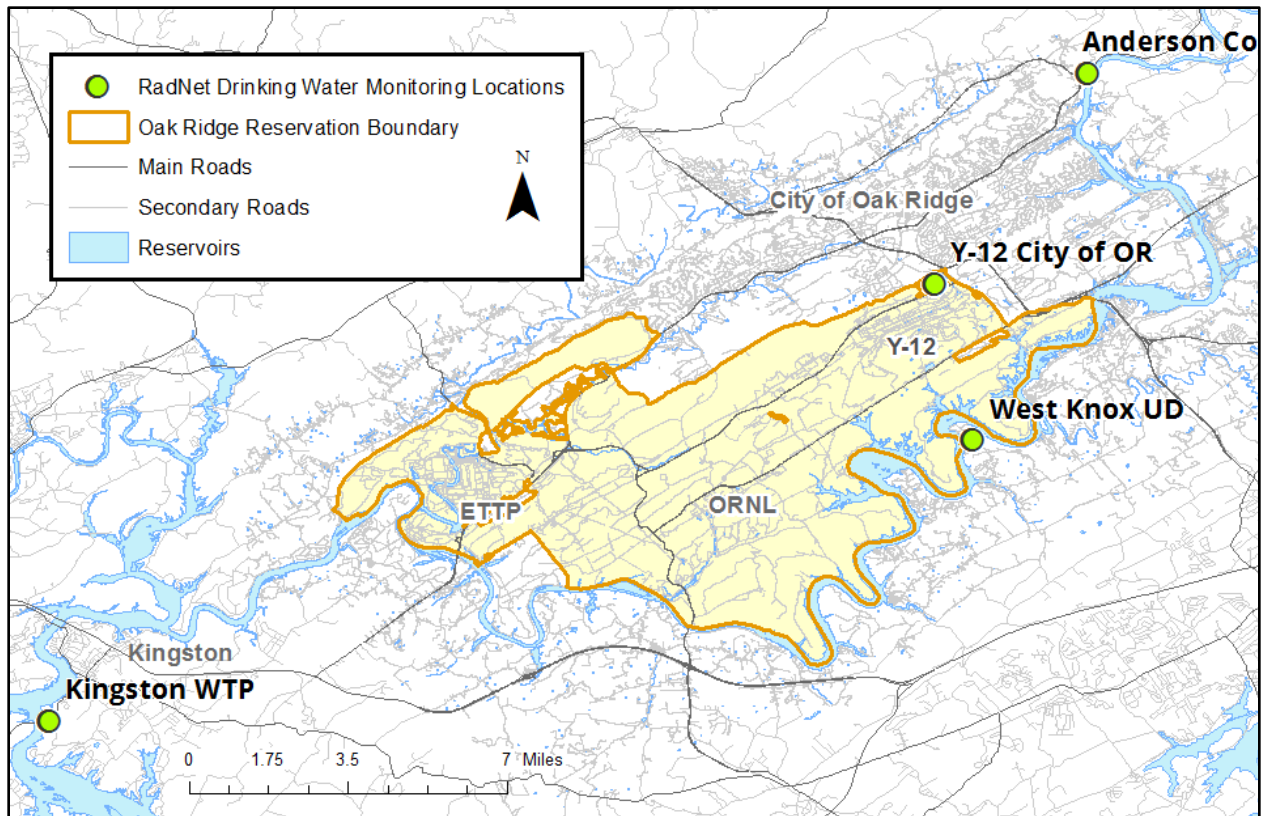 Anderson Co
RadNet Drinking Water Monitoring Locations
Oak Ridge Reservation Boundary
Main Roads
Secondary Roads
Reservoirs
N
City of Oak Ridge
Y-12 City of OR
Y-12
West Knox UD
ETTP
ORNL
Kingston
Kingston WTP
0 1.75 3.5 7 Miles